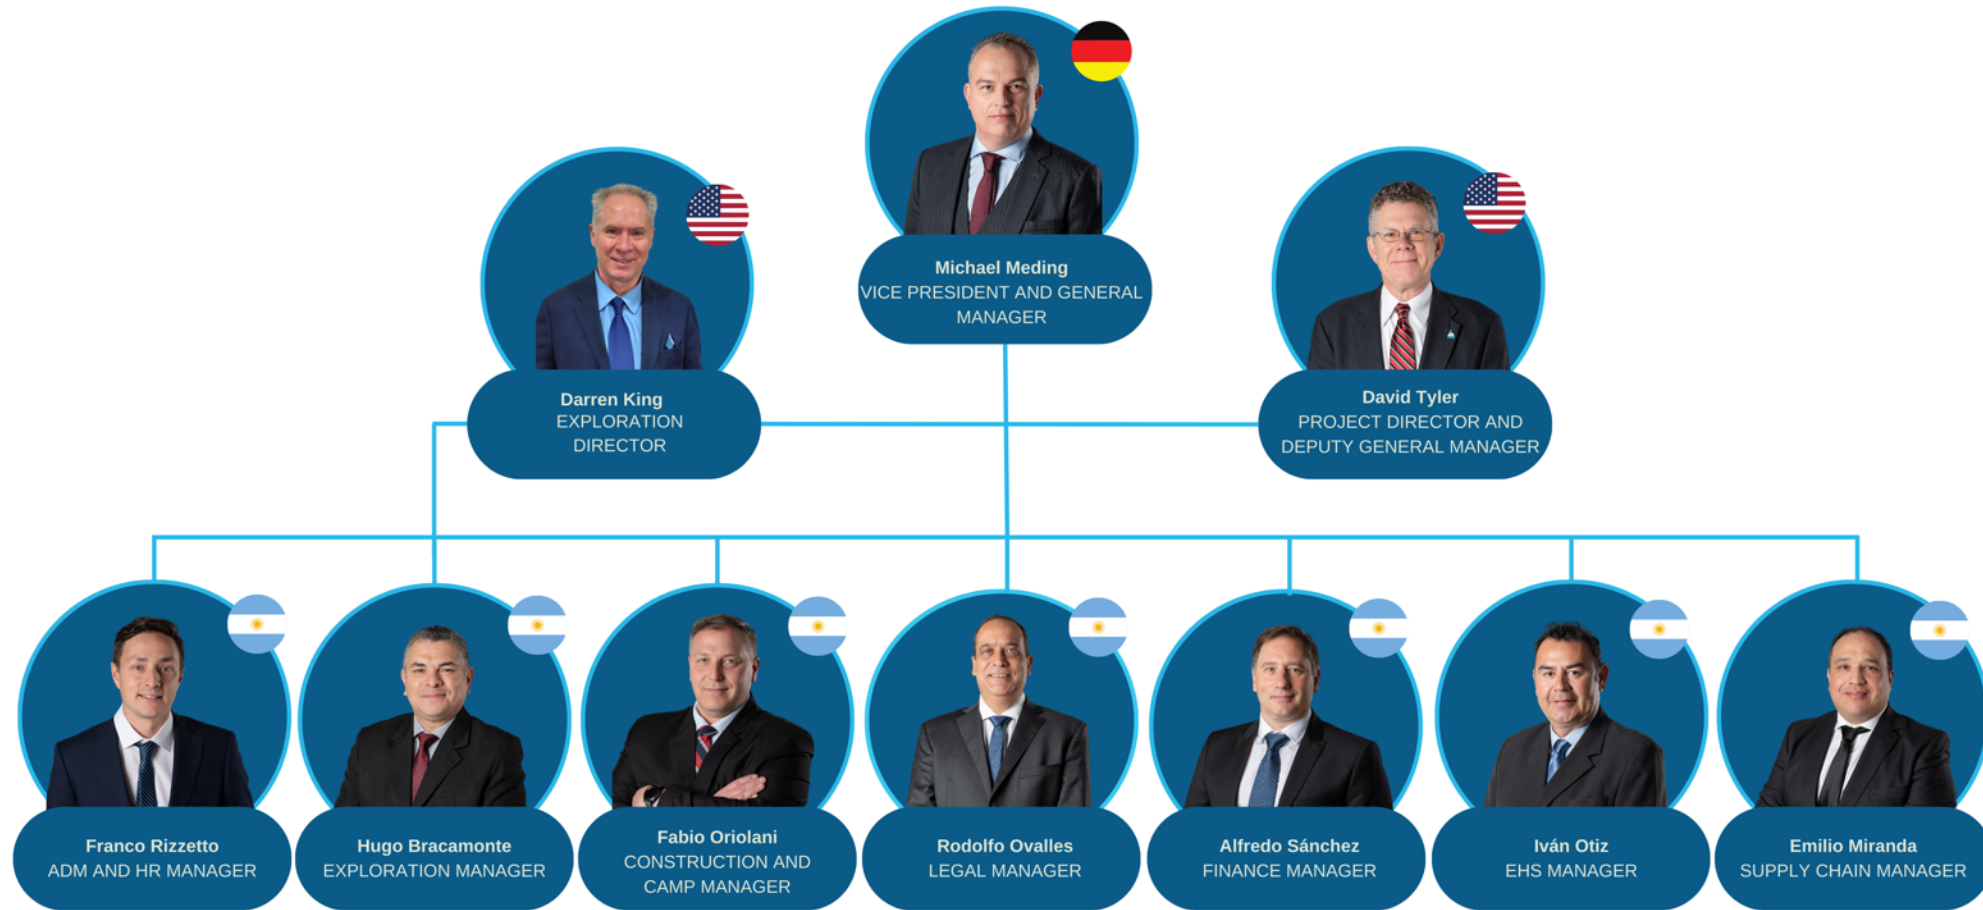 Michael Meding
VICE PRESIDENT AND GENERAL
MANAGER
Darren King
EXPLORATION
DIRECTOR
David Tyler
PROJECT DIRECTOR AND
DEPUTY GENERAL MANAGER
Franco Rizzetto
ADM AND HR MANAGER
Hugo Bracamonte
EXPLORATION MANAGER
Fabio Oriolani
CONSTRUCTION AND
CAMP MANAGER
Rodolfo Ovalles
LEGAL MANAGER
Alfredo Sánchez
FINANCE MANAGER
Iván Otiz
EHS MANAGER
Emilio Miranda
SUPPLY CHAIN MANAGER